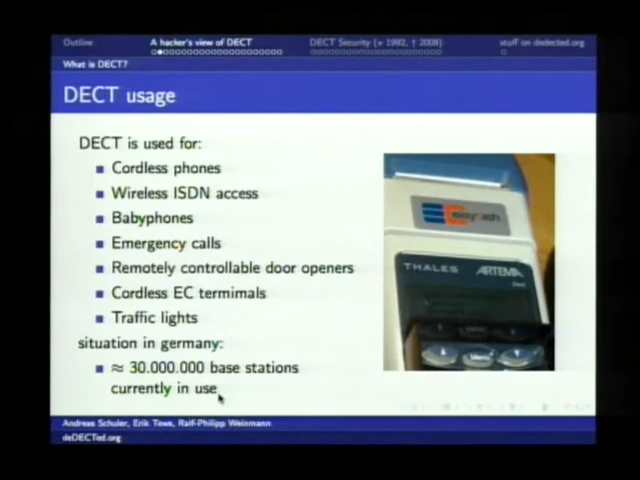 Outline
A hacker's view of DECT
DECT Security (* 1992, † 2008)
stuff on dedected.org
What is DECT?
DECT usage
DECT is used for:
Cordless phones
Wireless ISDN access
Babyphones
Emergency calls
Remotely controllable door openers
Cordless EC termimals
Traffic lights
situation in germany:
≈ 30.000.000 base stations
currently in use
easycash
THALES ARTEMA
Menü
Andreas Schuler, Erik Tews, Ralf-Philipp Weinmann
deDECTed.org